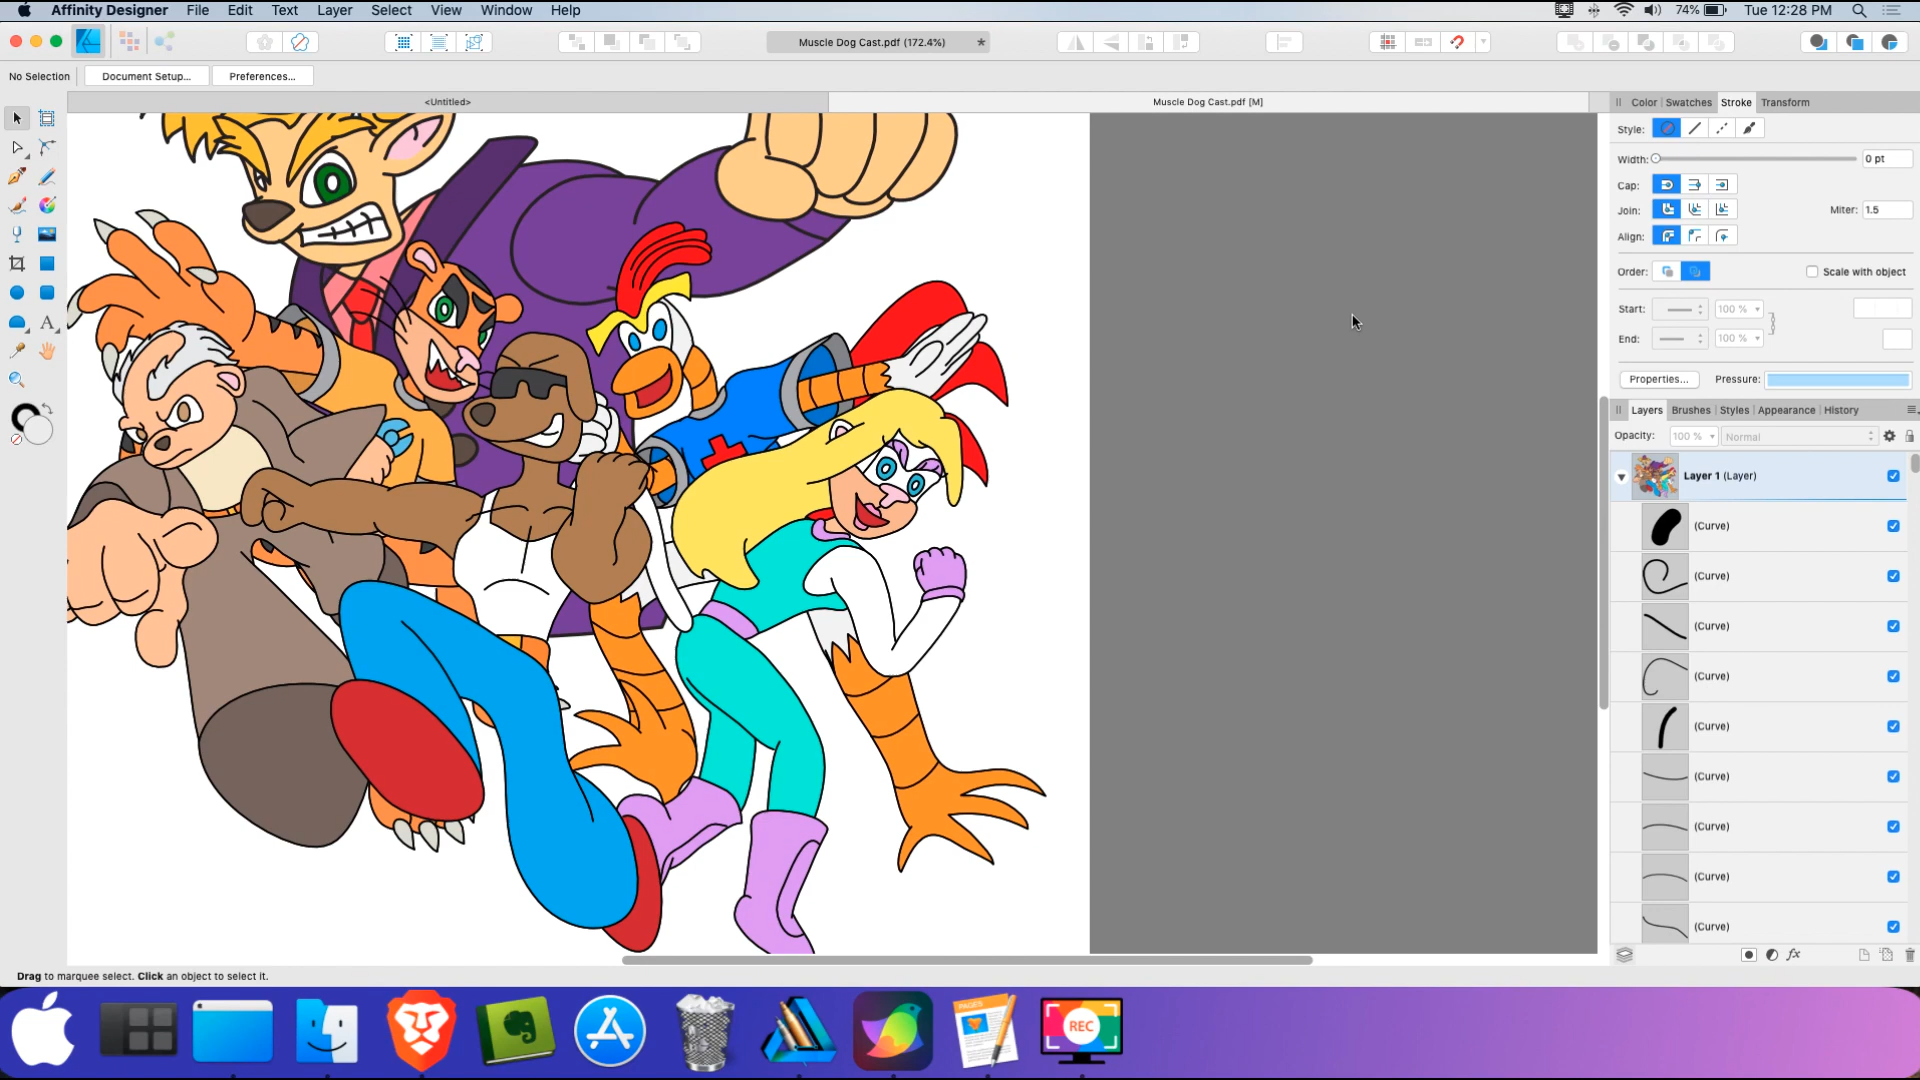 Affinity Designer File Edit Text Layer Select View Window Help 74% Tue 12:28 PM
Muscle Dog Cast.pdf (172.4%)
No Selection Document Setup... Preferences...
<Untitled> Muscle Dog Cast.pdf [M]
Color Swatches Stroke Transform
Style:
Width: 0 pt
Cap:
Join: Miter: 1.5
Align:
Order: Scale with object
Start: 100 %
End: 100 %
Properties... Pressure:
Layers Brushes Styles Appearance History
Opacity: 100 % Normal
Layer 1 (Layer)
(Curve)
(Curve)
(Curve)
(Curve)
(Curve)
(Curve)
(Curve)
(Curve)
(Curve)
Drag to marquee select. Click an object to select it.
PAGES
REC